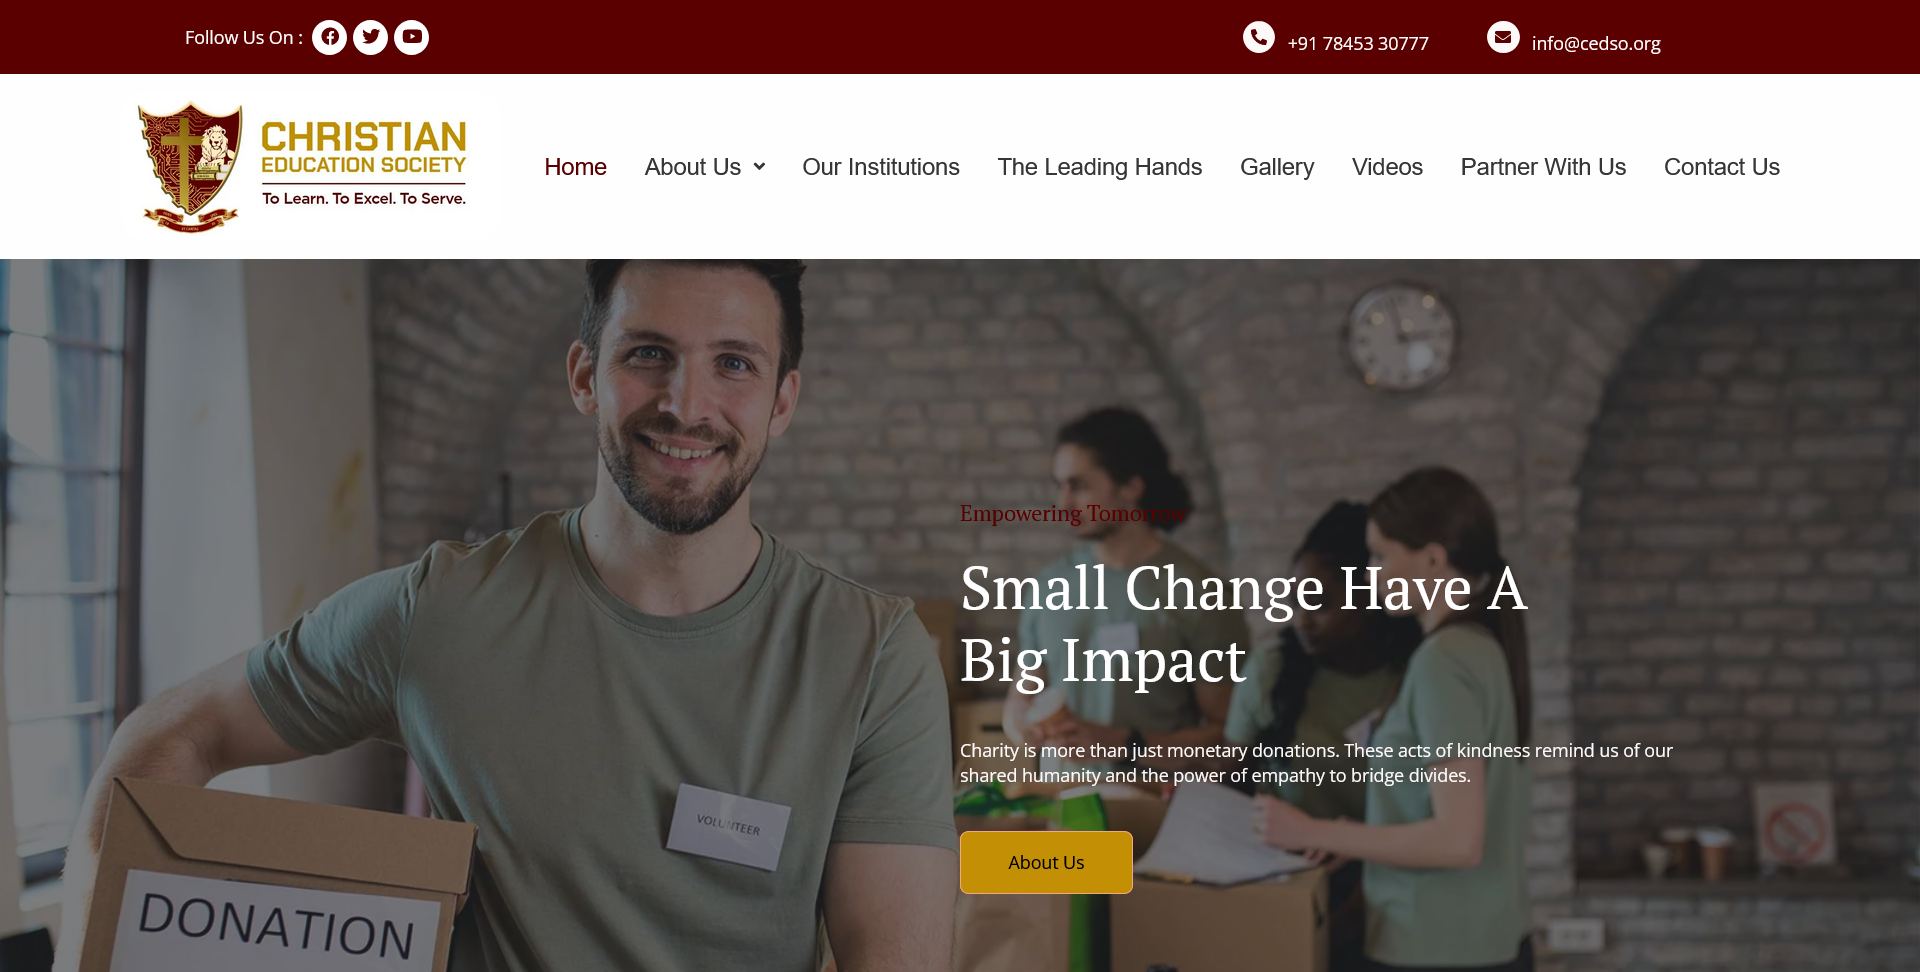 Follow Us On :
+91 78453 30777
info@cedso.org
CHRISTIAN
EDUCATION SOCIETY
To Learn. To Excel. To Serve.
Home
About Us
Our Institutions
The Leading Hands
Gallery
Videos
Partner With Us
Contact Us
Empowering Tomorrow
Small Change Have A
Big Impact
Charity is more than just monetary donations. These acts of kindness remind us of our
shared humanity and the power of empathy to bridge divides.
About Us
VOLUNTEER
DONATION